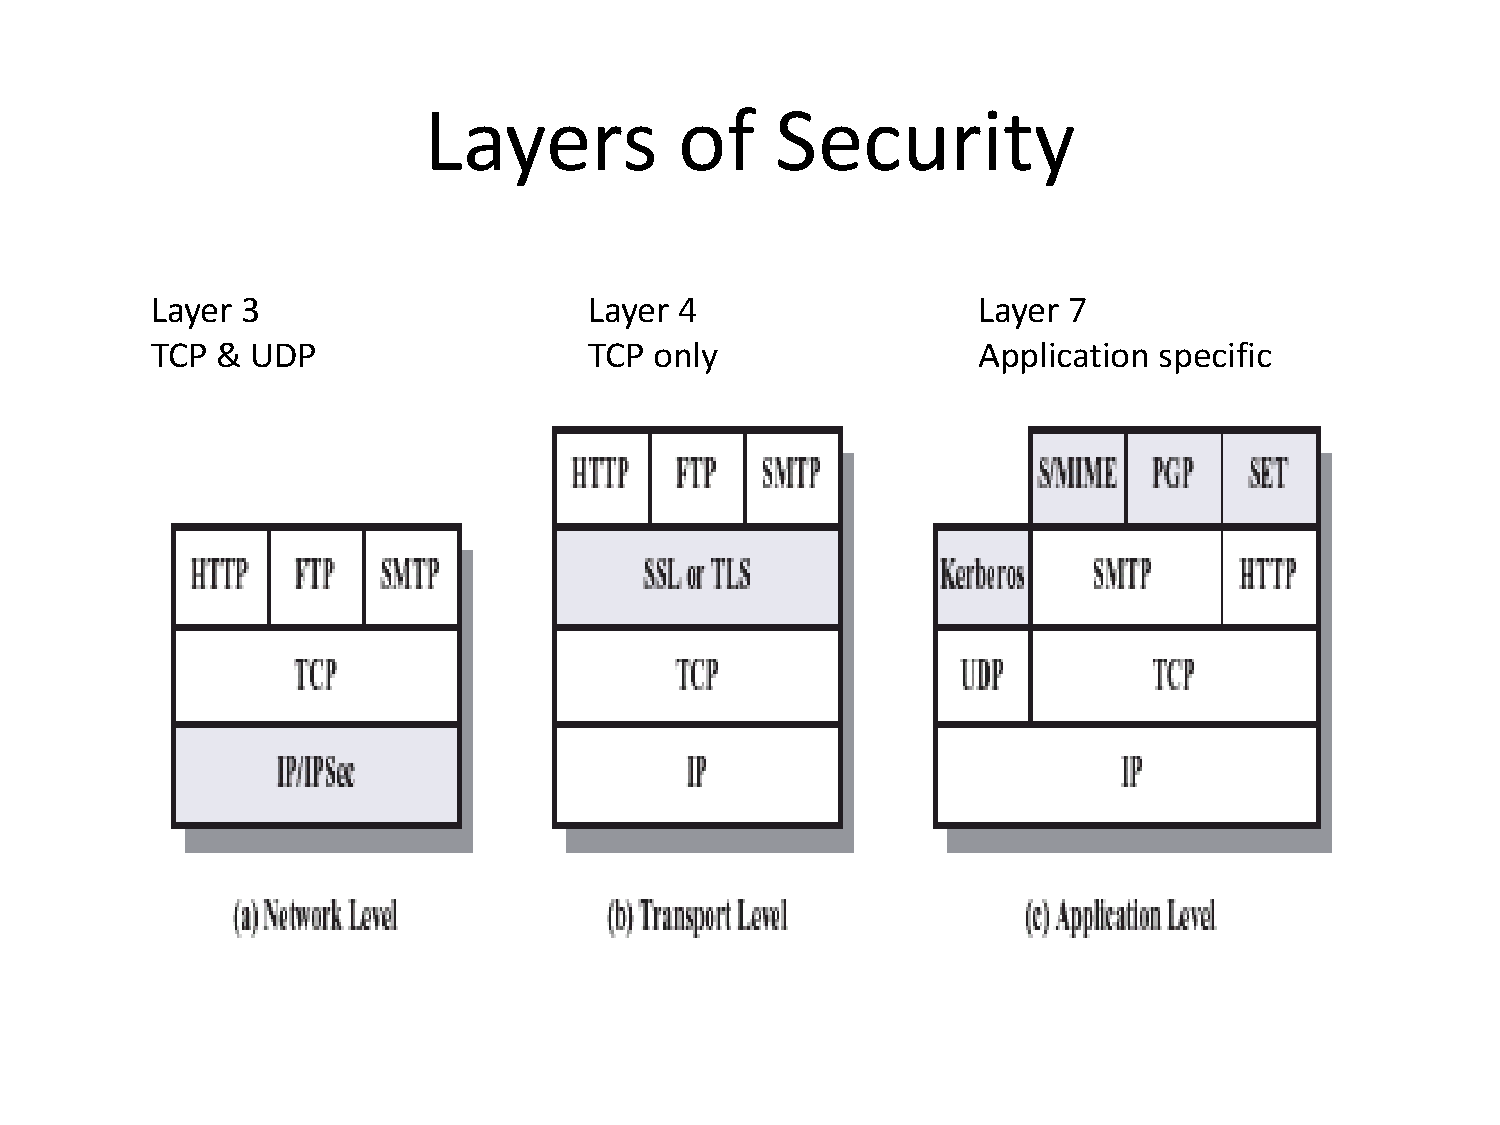 Layers of Security
Layer 3
TCP & UDP
Layer 4
TCP only
Layer 7
Application specific
HTTP FTP SMTP
TCP
IP/IPSec
(a) Network Level
HTTP FTP SMTP
SSL or TLS
TCP
IP
(b) Transport Level
S/MIME PGP SET
Kerberos SMTP HTTP
UDP TCP
IP
(c) Application Level